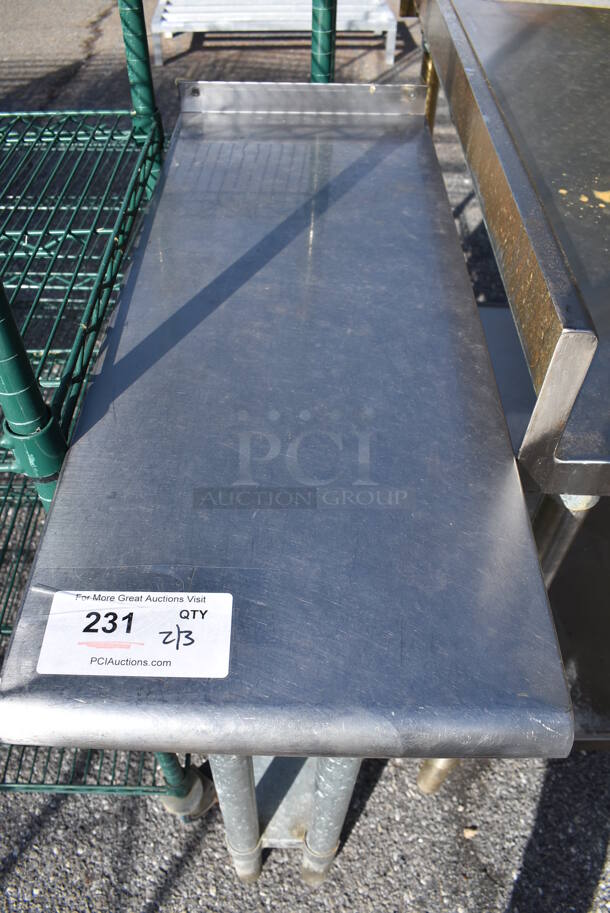 PCI
AUCTION GROUP
For More Great Auctions Visit
231 QTY
2/3
PCIAuctions.com